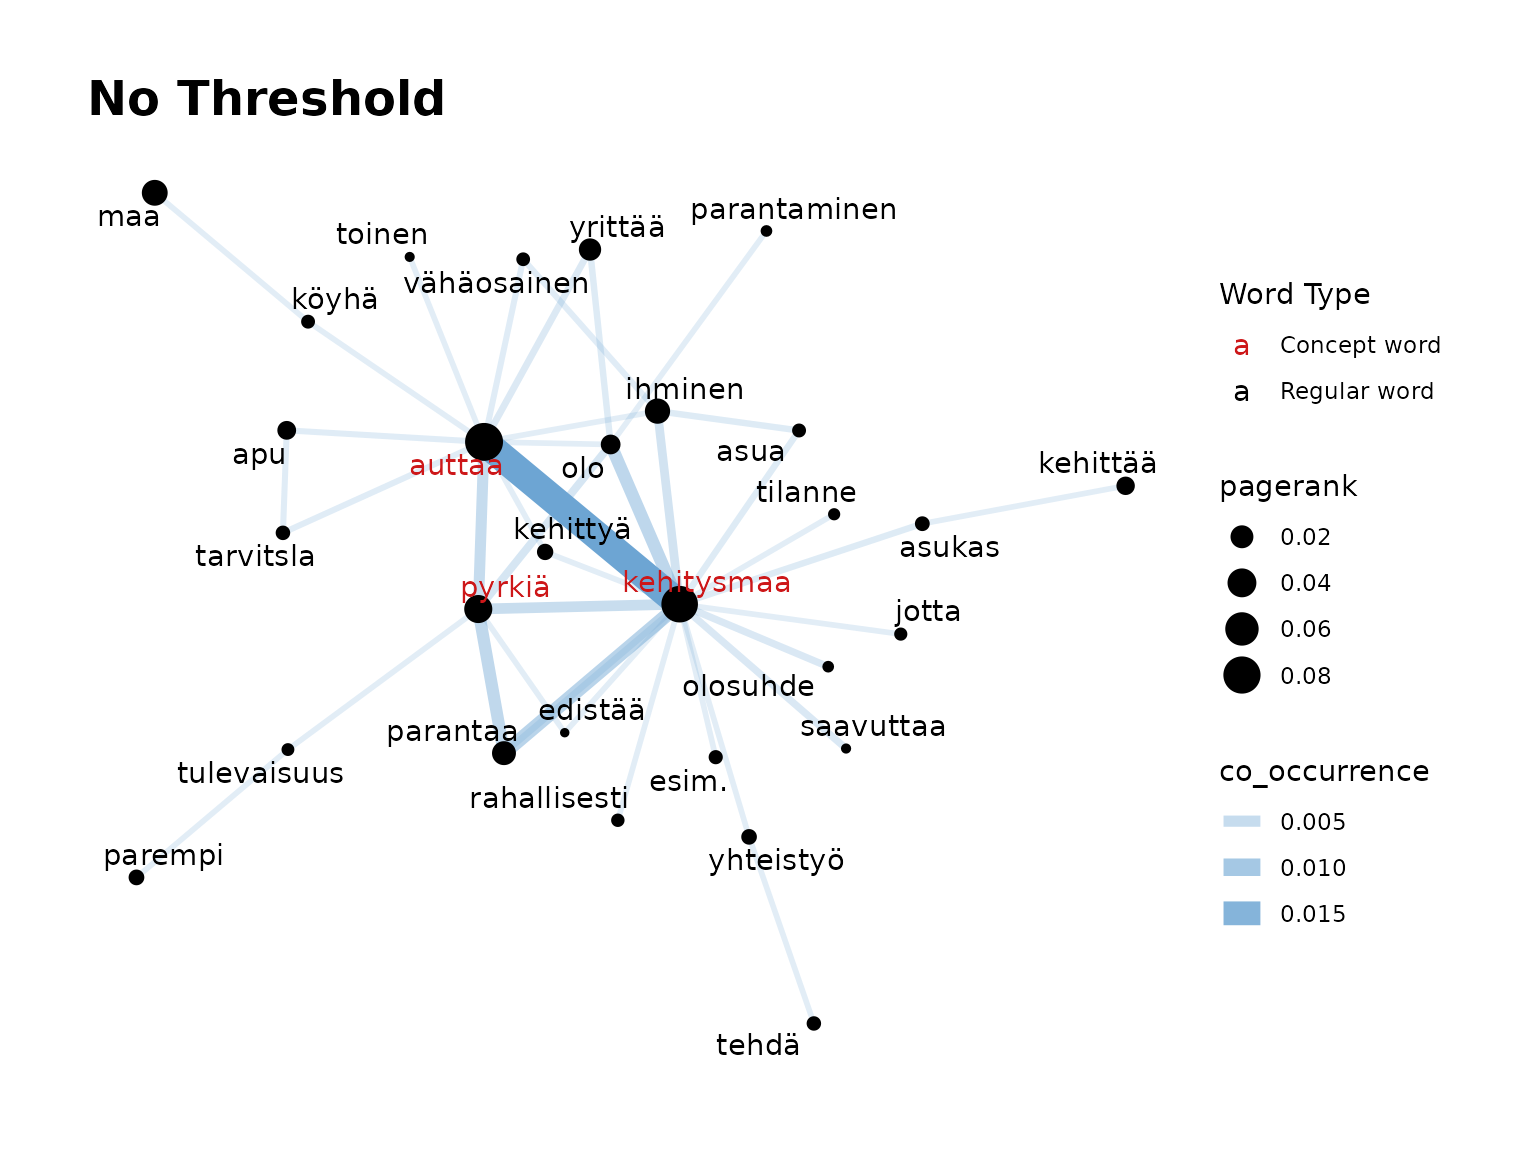 No Threshold
maa
toinen
yrittää
parantaminen
vähäosainen
köyhä
ihminen
apu
auttaa
olo
asua
tilanne
kehittää
tarvitsla
kehittyä
asukas
pyrkiä
kehitysmaa
jotta
olosuhde
edistää
parantaa
saavuttaa
tulevaisuus
rahallisesti
esim.
parempi
yhteistyö
tehdä
Word Type
a Concept word
a Regular word
pagerank
0.02
0.04
0.06
0.08
co_occurrence
0.005
0.010
0.015